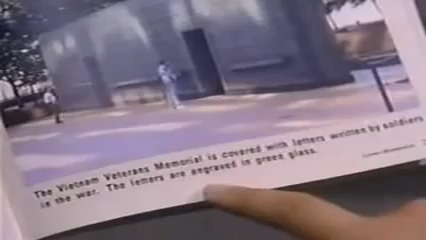 The Vietnam Veterans Memorial is covered with letters written by soldiers
in the war. The letters are engraved in green glass.